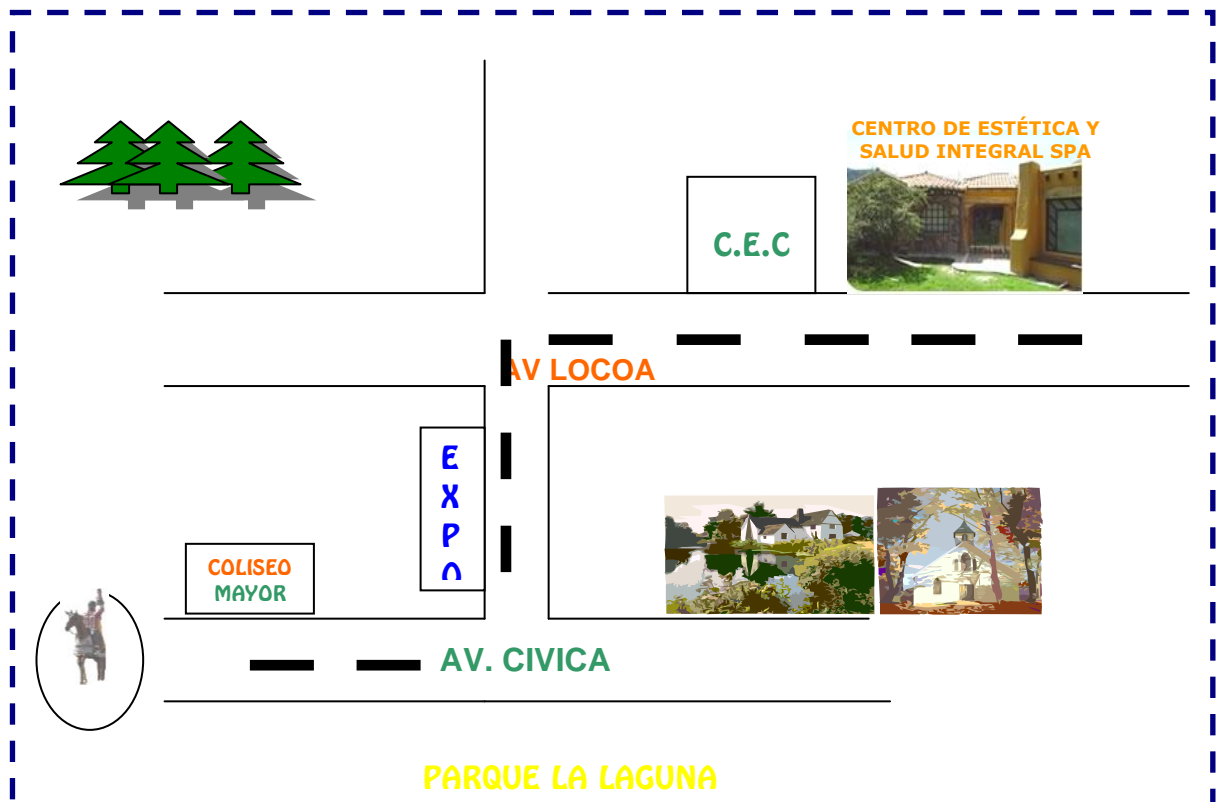 CENTRO DE ESTÉTICA Y
SALUD INTEGRAL SPA
C.E.C
AV LOCOA
E
X
P
O
COLISEO
MAYOR
AV. CIVICA
PARQUE LA LAGUNA